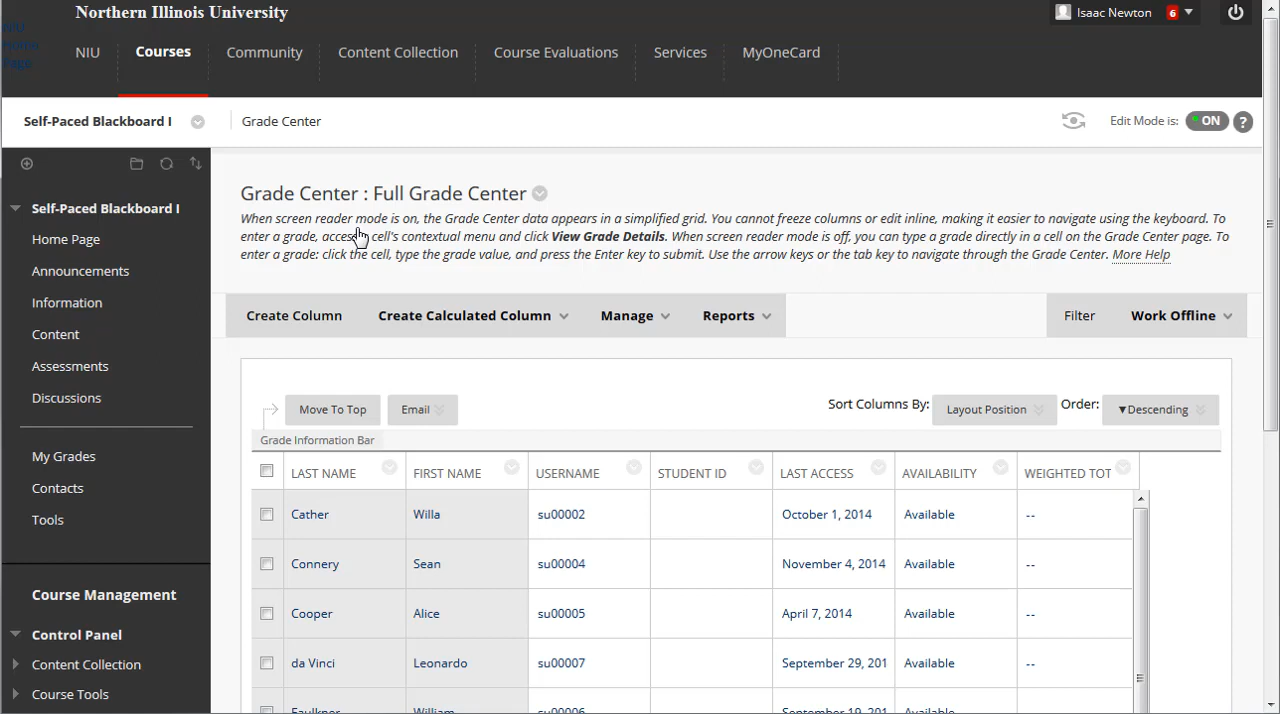 Northern Illinois University
Isaac Newton 6
NIU Home Page
NIU Courses Community Content Collection Course Evaluations Services MyOneCard
Self-Paced Blackboard I Grade Center Edit Mode is: ON ?
Self-Paced Blackboard I
Home Page
Announcements
Information
Content
Assessments
Discussions
My Grades
Contacts
Tools
Course Management
Control Panel
Content Collection
Course Tools
Grade Center : Full Grade Center
When screen reader mode is on, the Grade Center data appears in a simplified grid. You cannot freeze columns or edit inline, making it easier to navigate using the keyboard. To
enter a grade, access cell's contextual menu and click View Grade Details. When screen reader mode is off, you can type a grade directly in a cell on the Grade Center page. To
enter a grade: click the cell, type the grade value, and press the Enter key to submit. Use the arrow keys or the tab key to navigate through the Grade Center. More Help
Create Column Create Calculated Column Manage Reports Filter Work Offline
Move To Top Email Sort Columns By: Layout Position Order: ▼Descending
Grade Information Bar
LAST NAME FIRST NAME USERNAME STUDENT ID LAST ACCESS AVAILABILITY WEIGHTED TOT
Cather Willa su00002 October 1, 2014 Available --
Connery Sean su00004 November 4, 2014 Available --
Cooper Alice su00005 April 7, 2014 Available --
da Vinci Leonardo su00007 September 29, 201 Available --
Faulkner William su00006 September 19, 201 Available